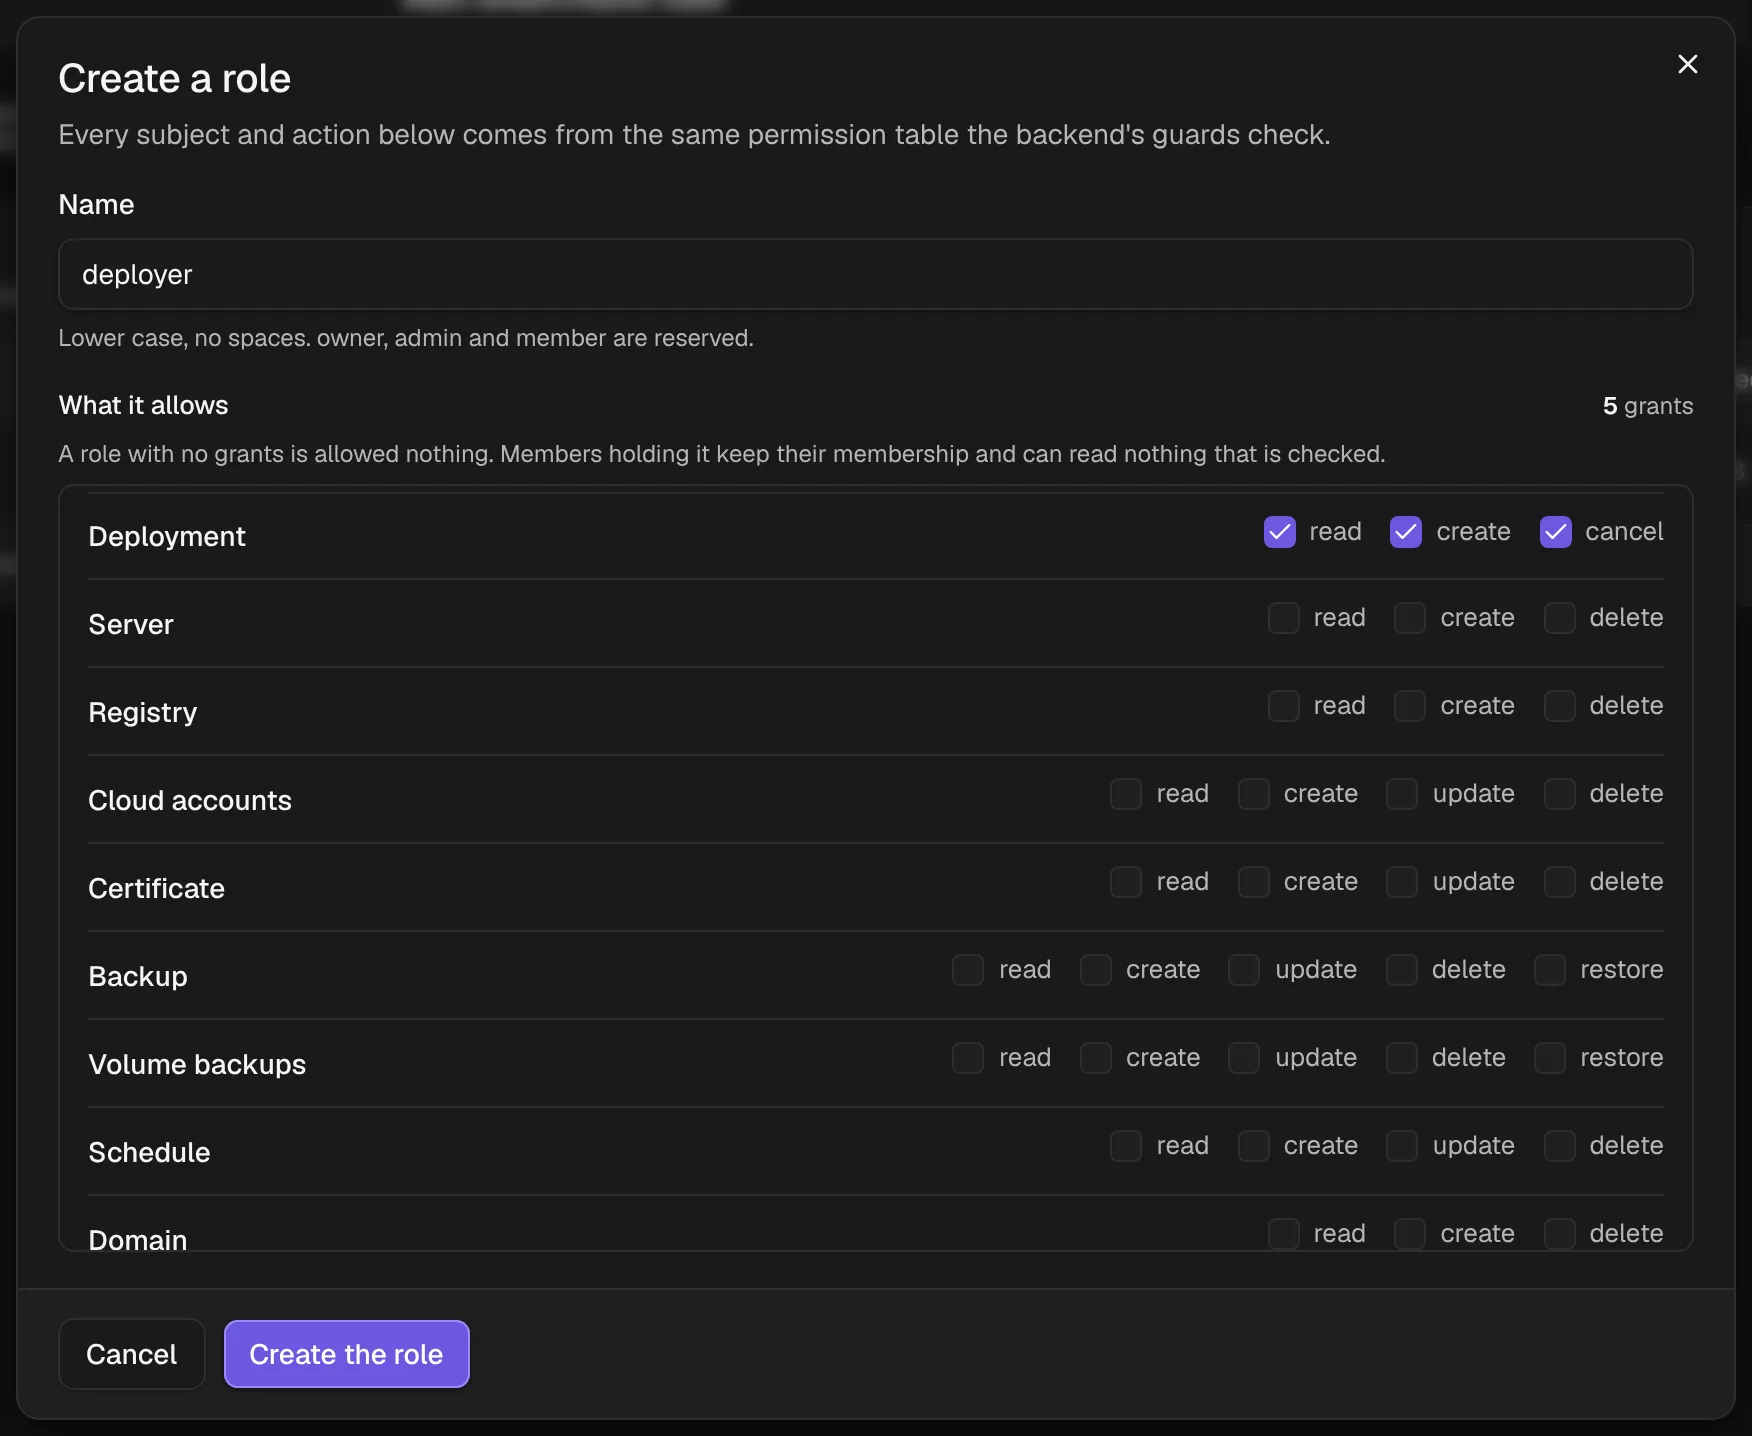 Create a role
Every subject and action below comes from the same permission table the backend's guards check.
Name
deployer
Lower case, no spaces. owner, admin and member are reserved.
What it allows 5 grants
A role with no grants is allowed nothing. Members holding it keep their membership and can read nothing that is checked.
Deployment read create cancel
Server read create delete
Registry read create delete
Cloud accounts read create update delete
Certificate read create update delete
Backup read create update delete restore
Volume backups read create update delete restore
Schedule read create update delete
Domain read create delete
Cancel Create the role